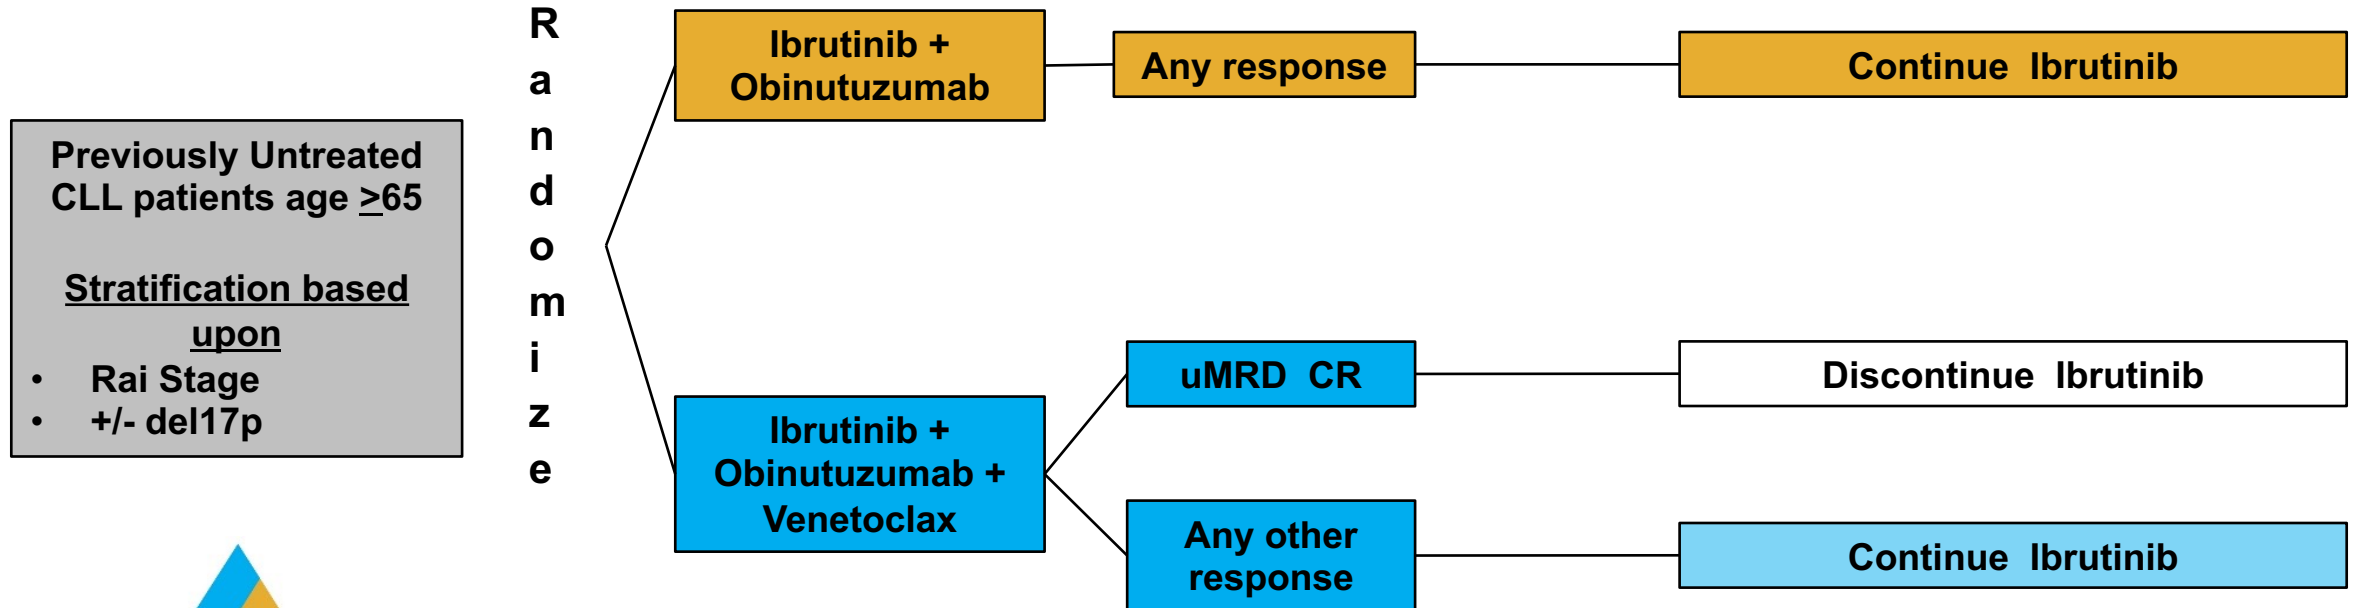 Previously Untreated
CLL patients age >65
Stratification based
upon
• Rai Stage
• +/- del17p
Randomize
Ibrutinib +
Obinutuzumab
Any response
Continue Ibrutinib
Ibrutinib +
Obinutuzumab +
Venetoclax
uMRD CR
Discontinue Ibrutinib
Any other
response
Continue Ibrutinib